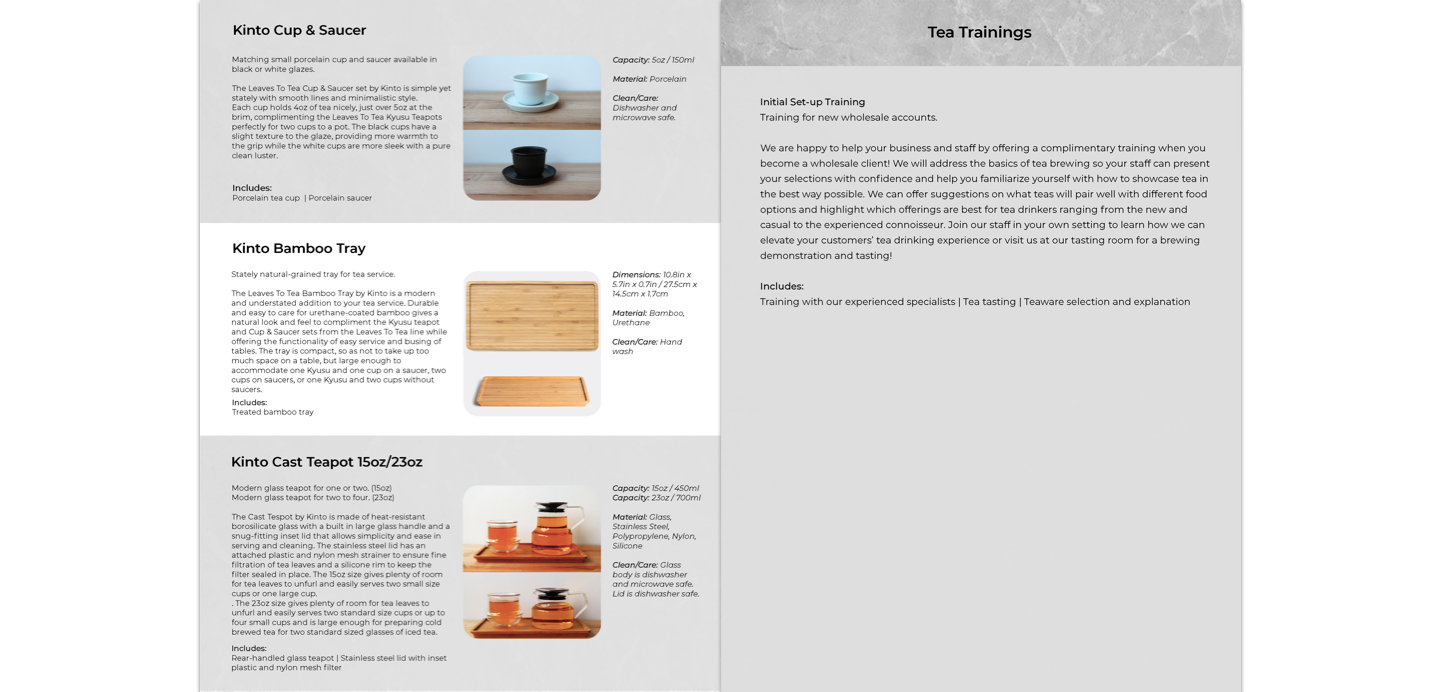 Kinto Cup & Saucer
Matching small porcelain cup and saucer available in
black or white glazes.
The Leaves To Tea Cup & Saucer set by Kinto is simple yet
stately with smooth lines and minimalistic style.
Each cup holds 4oz of tea nicely, just over 5oz at the
brim, complimenting the Leaves To Tea Kyusu Teapots
perfectly for two cups to a pot. The black cups have a
slight texture to the glaze, providing more warmth to
the grip while the white cups are more sleek with a pure
clean luster.
Includes:
Porcelain tea cup | Porcelain saucer
Capacity: 5oz / 150ml
Material: Porcelain
Clean/Care:
Dishwasher and
microwave safe.
Kinto Bamboo Tray
Stately natural-grained tray for tea service.
The Leaves To Tea Bamboo Tray by Kinto is a modern
and understated addition to your tea service. Durable
and easy to care for urethane-coated bamboo gives a
natural look and feel to compliment the Kyusu teapot
and Cup & Saucer sets from the Leaves To Tea line while
offering the functionality of easy service and busing of
tables. The tray is compact, so as not to take up too
much space on a table, but large enough to
accommodate one Kyusu and one cup on a saucer, two
cups on saucers, or one Kyusu and two cups without
saucers.
Includes:
Treated bamboo tray
Dimensions: 10.8in x
5.7in x 0.7in / 27.5cm x
14.5cm x 1.7cm
Material: Bamboo,
Urethane
Clean/Care: Hand
wash
Kinto Cast Teapot 15oz/23oz
Modern glass teapot for one or two. (15oz)
Modern glass teapot for two to four. (23oz)
The Cast Tespot by Kinto is made of heat-resistant
borosilicate glass with a built in large glass handle and a
snug-fitting inset lid that allows simplicity and ease in
serving and cleaning. The stainless steel lid has an
attached plastic and nylon mesh strainer to ensure fine
filtration of tea leaves and a silicone rim to keep the
filter sealed in place. The 15oz size gives plenty of room
for tea leaves to unfurl and easily serves two small size
cups or one large cup.
. The 23oz size gives plenty of room for tea leaves to
unfurl and easily serves two standard size cups or up to
four small cups and is large enough for preparing cold
brewed tea for two standard sized glasses of iced tea.
Includes:
Rear-handled glass teapot | Stainless steel lid with inset
plastic and nylon mesh filter
Capacity: 15oz / 450ml
Capacity: 23oz / 700ml
Material: Glass,
Stainless Steel,
Polypropylene, Nylon,
Silicone
Clean/Care: Glass
body is dishwasher
and microwave safe.
Lid is dishwasher safe.
Tea Trainings
Initial Set-up Training
Training for new wholesale accounts.
We are happy to help your business and staff by offering a complimentary training when you
become a wholesale client! We will address the basics of tea brewing so your staff can present
your selections with confidence and help you familiarize yourself with how to showcase tea in
the best way possible. We can offer suggestions on what teas will pair well with different food
options and highlight which offerings are best for tea drinkers ranging from the new and
casual to the experienced connoisseur. Join our staff in your own setting to learn how we can
elevate your customers' tea drinking experience or visit us at our tasting room for a brewing
demonstration and tasting!
Includes:
Training with our experienced specialists | Tea tasting | Teaware selection and explanation